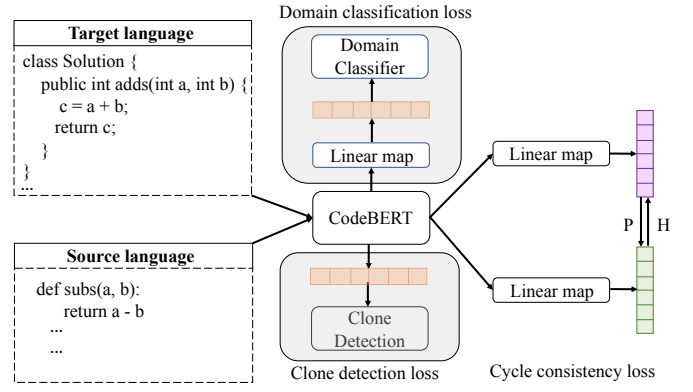 Target language
class Solution {
public int adds(int a, int b) {
c = a + b;
return c;
}
}
...
Source language
def subs(a, b):
return a - b
...
...
Domain classification loss
Domain
Classifier
Linear map
CodeBERT
Clone
Detection
Clone detection loss
Linear map
P
H
Linear map
Cycle consistency loss